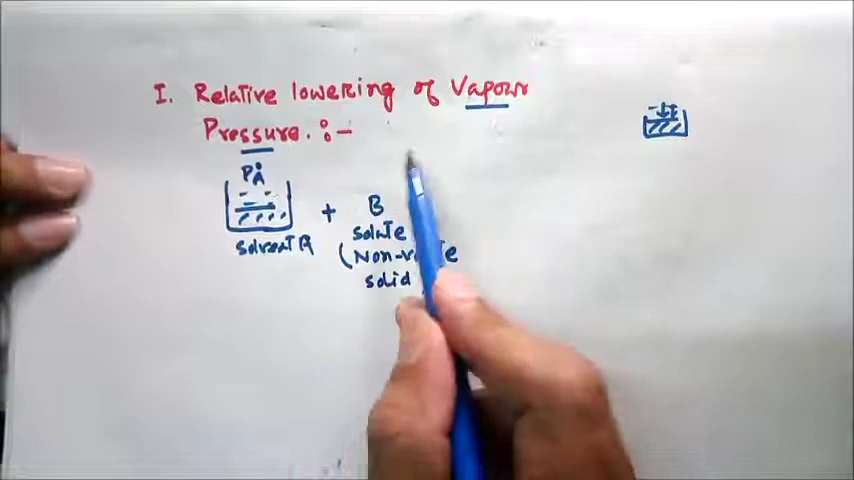 I. Relative lowering of Vapour
Pressure. :-
P°A
solvent A + B
solute
(Non-
solid